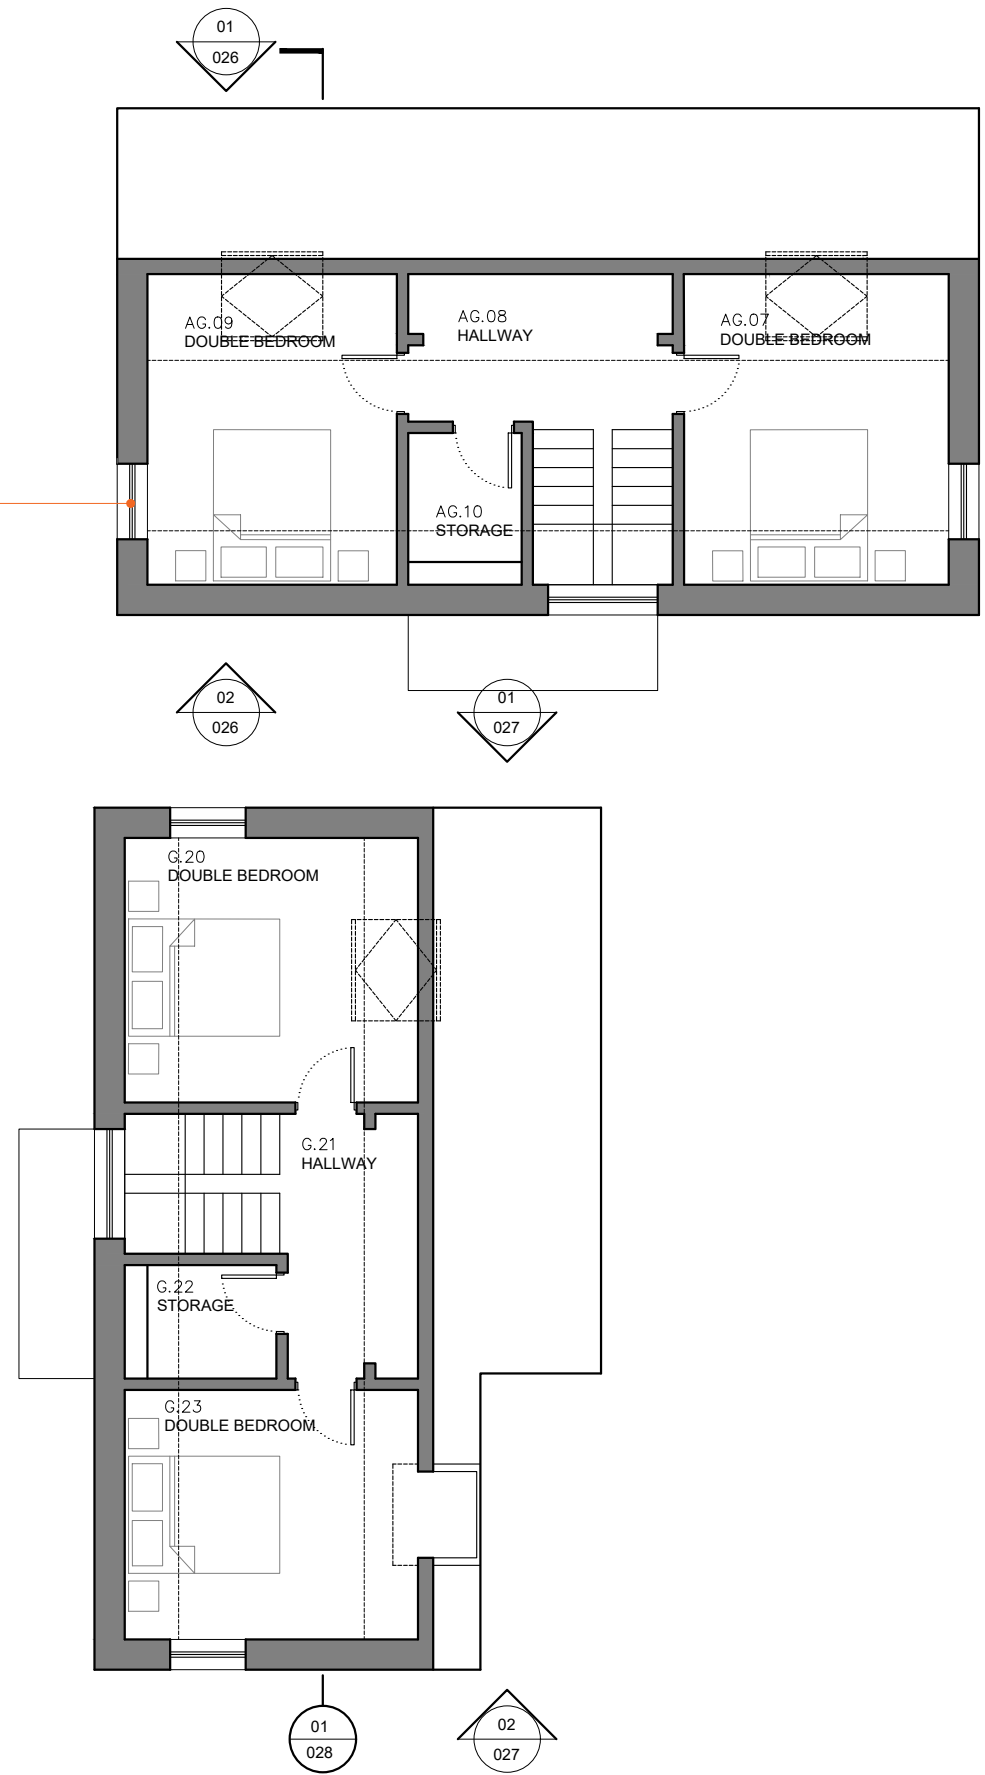 01
026
AG.09
DOUBLE BEDROOM
AG.08
HALLWAY
AG.07
DOUBLE BEDROOM
AG.10
STORAGE
02
026
01
027
G.20
DOUBLE BEDROOM
G.21
HALLWAY
G.22
STORAGE
G.23
DOUBLE BEDROOM
01
028
02
027